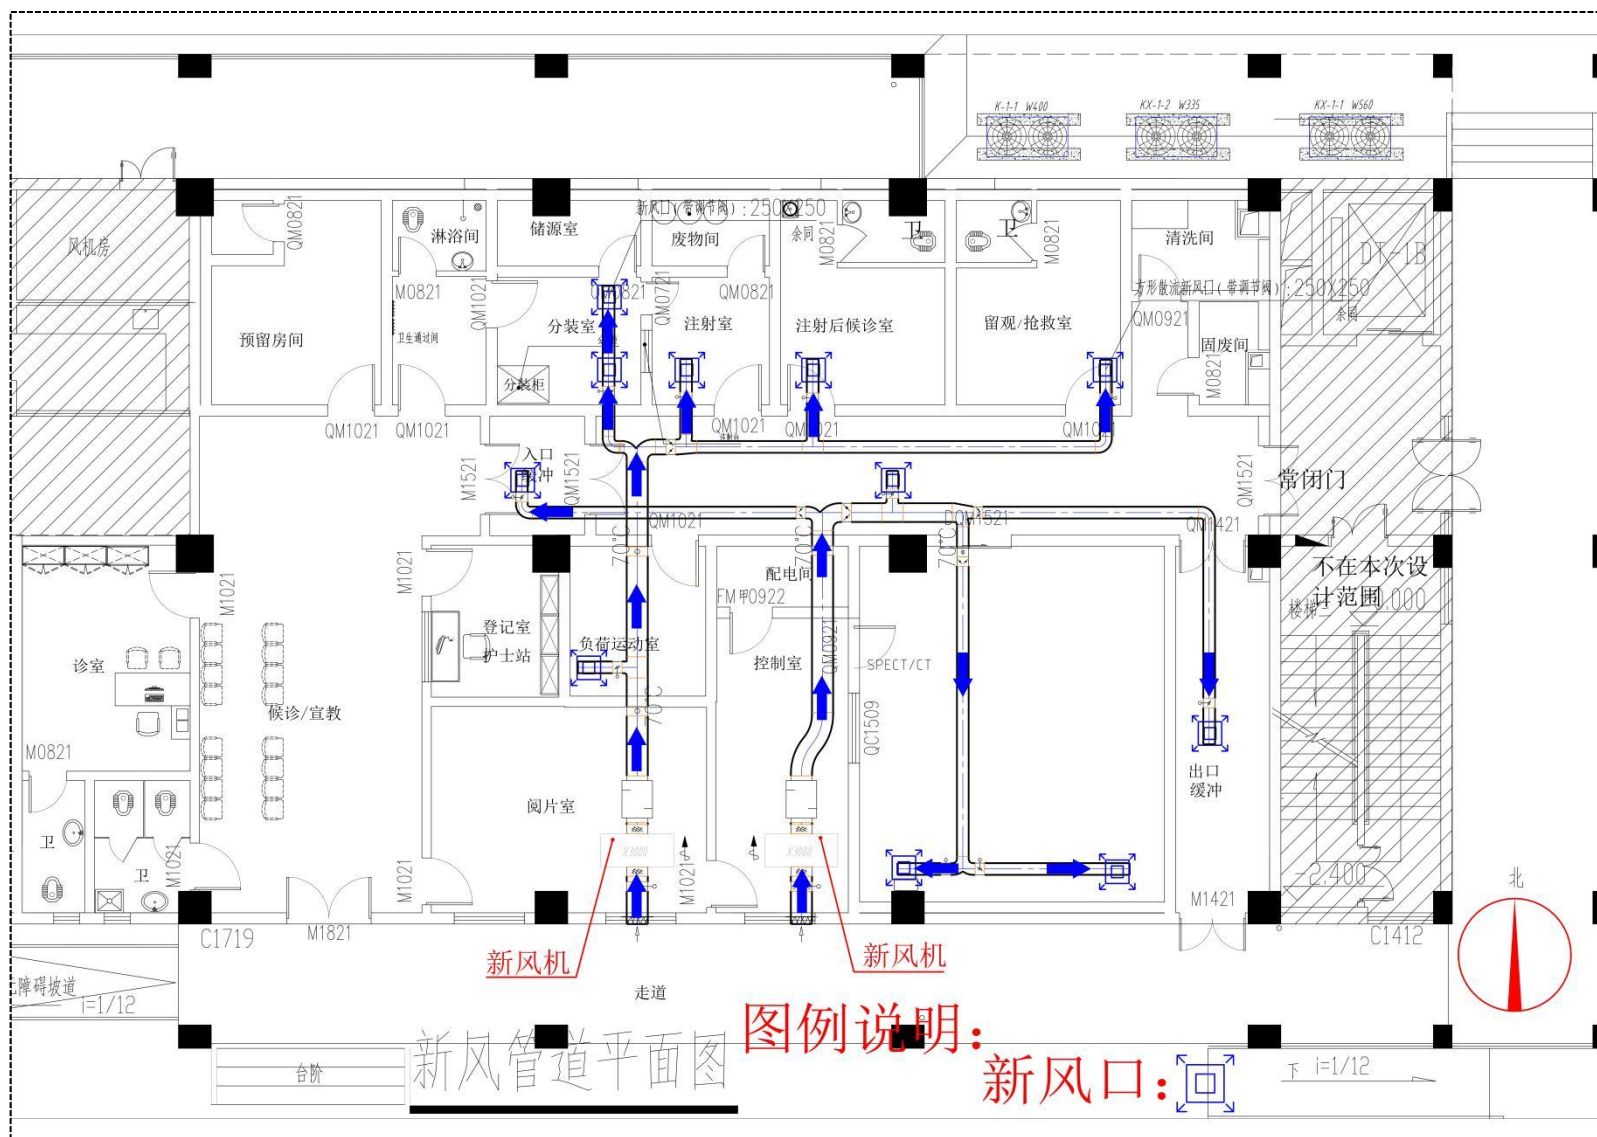 K-1-1 W400
KX-1-2 W335
KX-1-1 W560
风机房
QM0821
淋浴间
储源室
新风口(带调节阀):250X250
余同
废物间
M0821
卫
卫
M0821
清洗间
DT-1B
方形散流新风口(带调节阀):250X250
余同
M0821
QM1021
QM0821
QM0721
QM0821
QM0921
预留房间
卫生通过间
分装室
注射室
注射后候诊室
留观/抢救室
固废间
M0821
分装柜
QM1021
QM1021
QM1021
QM1021
QM1021
M1521
入口
缓冲
QM1521
QM1521
常闭门
QM1021
DQM1521
QM1421
70°C
70°C
70°C
M1021
M1021
配电间
FM甲0922
不在本次设
计范围
楼梯
登记室
护士站
负荷运动室
控制室
QM0921
SPECT/CT
诊室
候诊/宣教
70°C
QC1509
M0821
阅片室
出口
缓冲
卫
卫
M1021
M1021
X3000
X3000
M1021
-2.400
M1421
C1719
M1821
C1412
北
新风机
新风机
障碍坡道
i=1/12
走道
图例说明:
新风管道平面图
新风口:
台阶
下 i=1/12